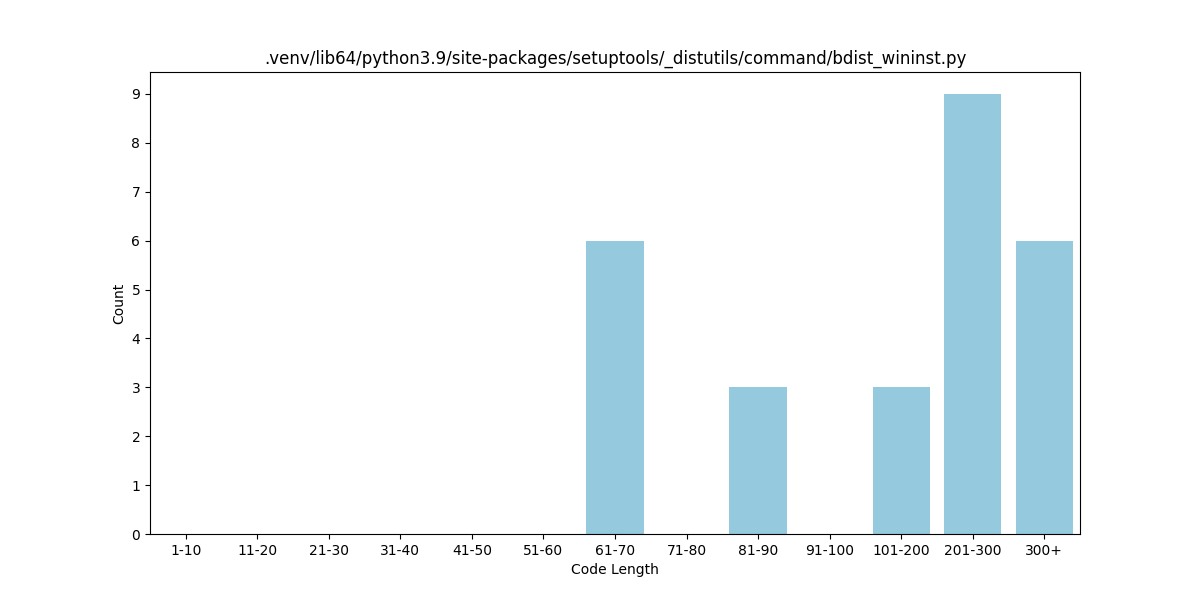 .venv/lib64/python3.9/site-packages/setuptools/_distutils/command/bdist_wininst.py
9
8
7
6
5
4
3
2
1
0
Count
1-10 11-20 21-30 31-40 41-50 51-60 61-70 71-80 81-90 91-100 101-200 201-300 300+
Code Length